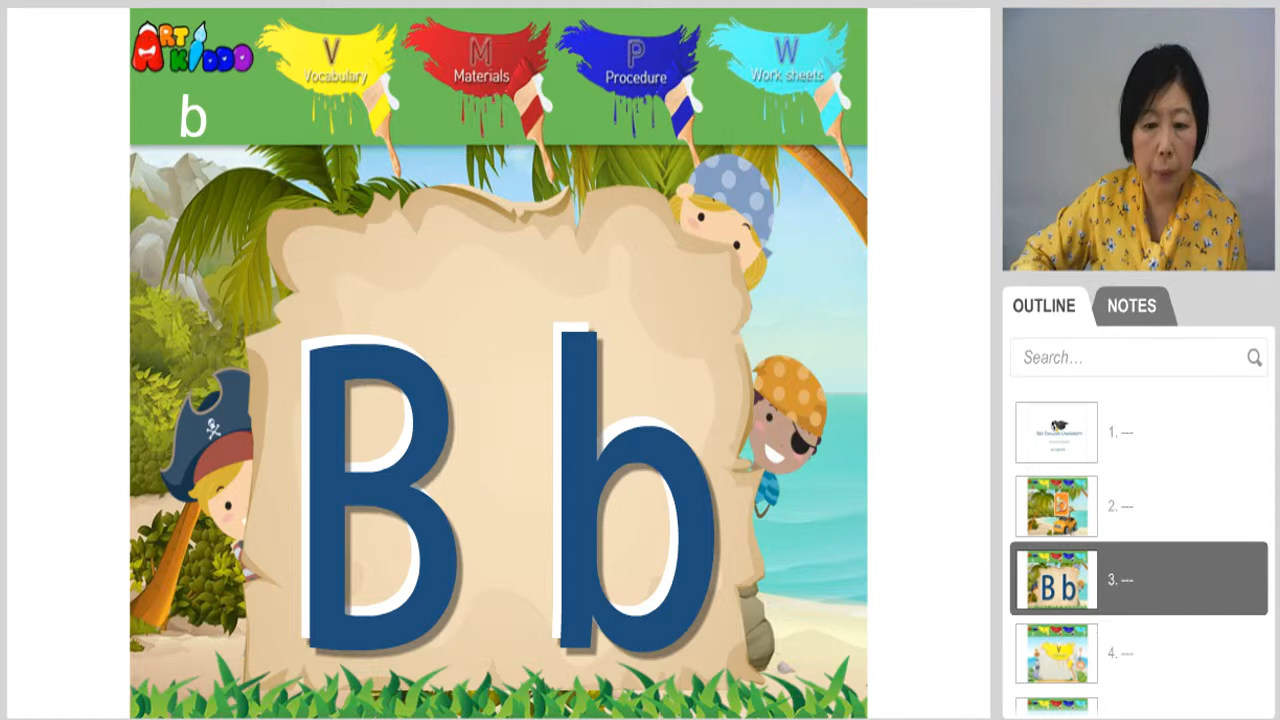 ART KIDDO
b
V
Vocabulary
M
Materials
P
Procedure
W
Work sheets
B b
OUTLINE
NOTES
Search...
1. ---
2. ---
3. ---
4. ---
B b
V